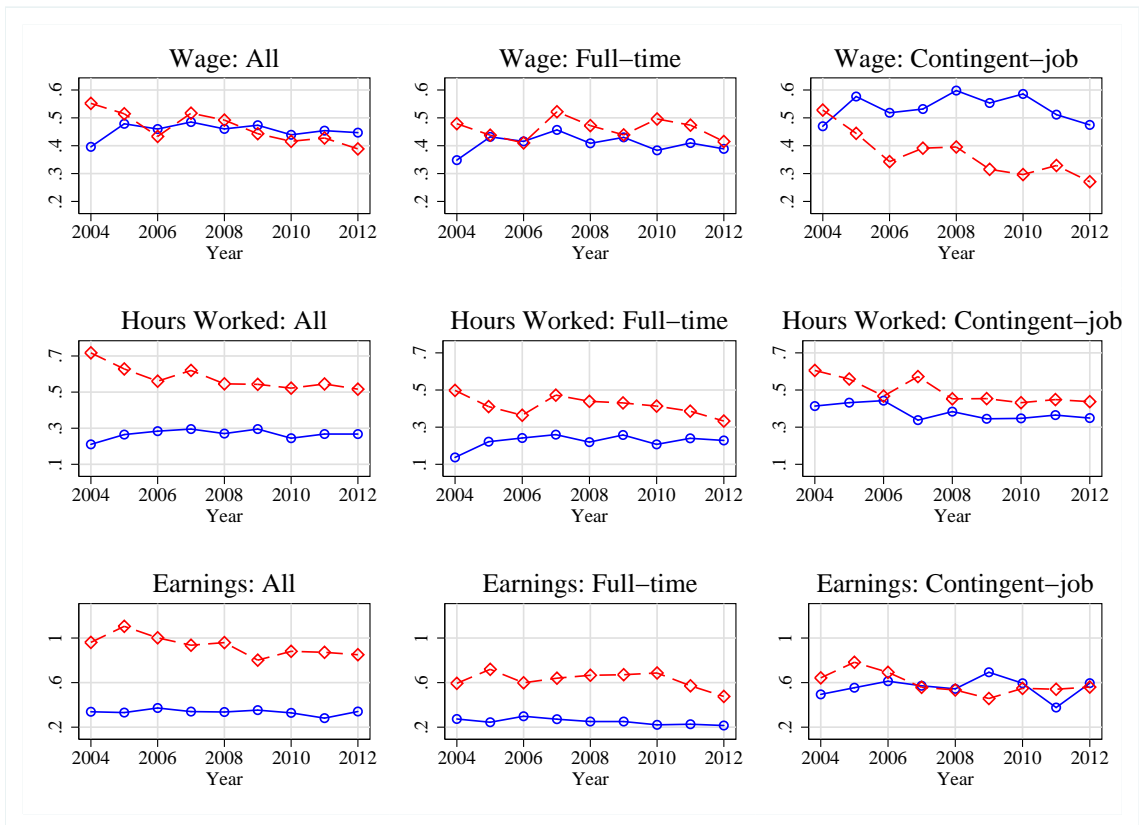 Wage: All
.2 .3 .4 .5 .6
2004 2006 2008 2010 2012
Year
Wage: Full−time
.2 .3 .4 .5 .6
2004 2006 2008 2010 2012
Year
Wage: Contingent−job
.2 .3 .4 .5 .6
2004 2006 2008 2010 2012
Year
Hours Worked: All
.1 .3 .5 .7
2004 2006 2008 2010 2012
Year
Hours Worked: Full−time
.1 .3 .5 .7
2004 2006 2008 2010 2012
Year
Hours Worked: Contingent−job
.1 .3 .5 .7
2004 2006 2008 2010 2012
Year
Earnings: All
.2 .6 1
2004 2006 2008 2010 2012
Year
Earnings: Full−time
.2 .6 1
2004 2006 2008 2010 2012
Year
Earnings: Contingent−job
.2 .6 1
2004 2006 2008 2010 2012
Year